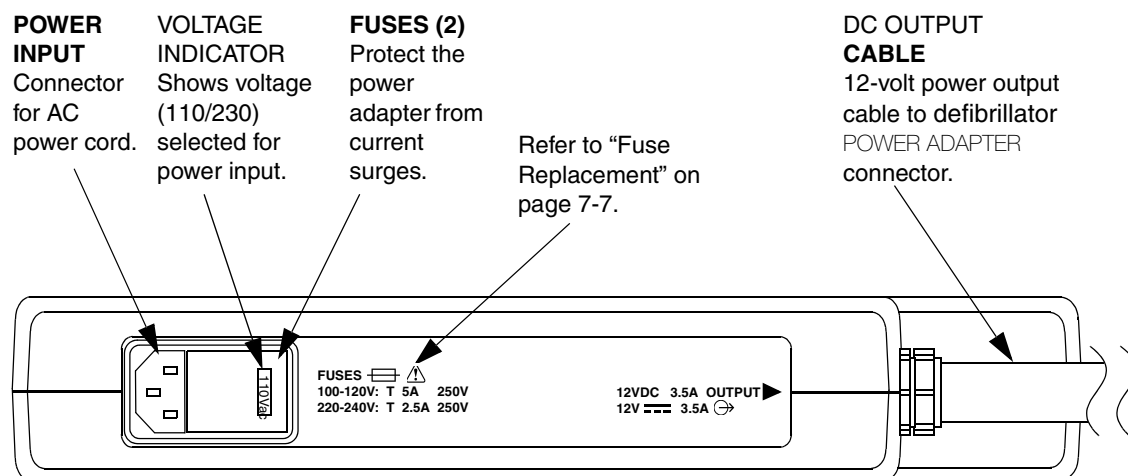 POWER
INPUT
Connector
for AC
power cord.
VOLTAGE
INDICATOR
Shows voltage
(110/230)
selected for
power input.
FUSES (2)
Protect the
power
adapter from
current
surges.
Refer to “Fuse
Replacement” on
page 7-7.
DC OUTPUT
CABLE
12-volt power output
cable to defibrillator
POWER ADAPTER
connector.
110Vac
FUSES
100-120V: T 5A 250V
220-240V: T 2.5A 250V
12VDC 3.5A OUTPUT
12V 3.5A